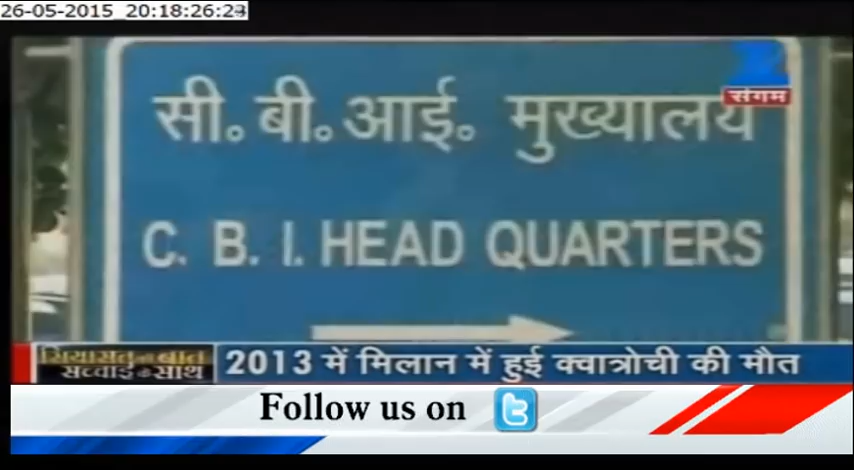 26-05-2015 20:18:26:23
सी. बी. आई. मुख्यालय
संगम
C. B. I. HEAD QUARTERS
सियासत की बात
सच्चाई के साथ
2013 में मिलान में हुई क्वात्रोची की मौत
Follow us on